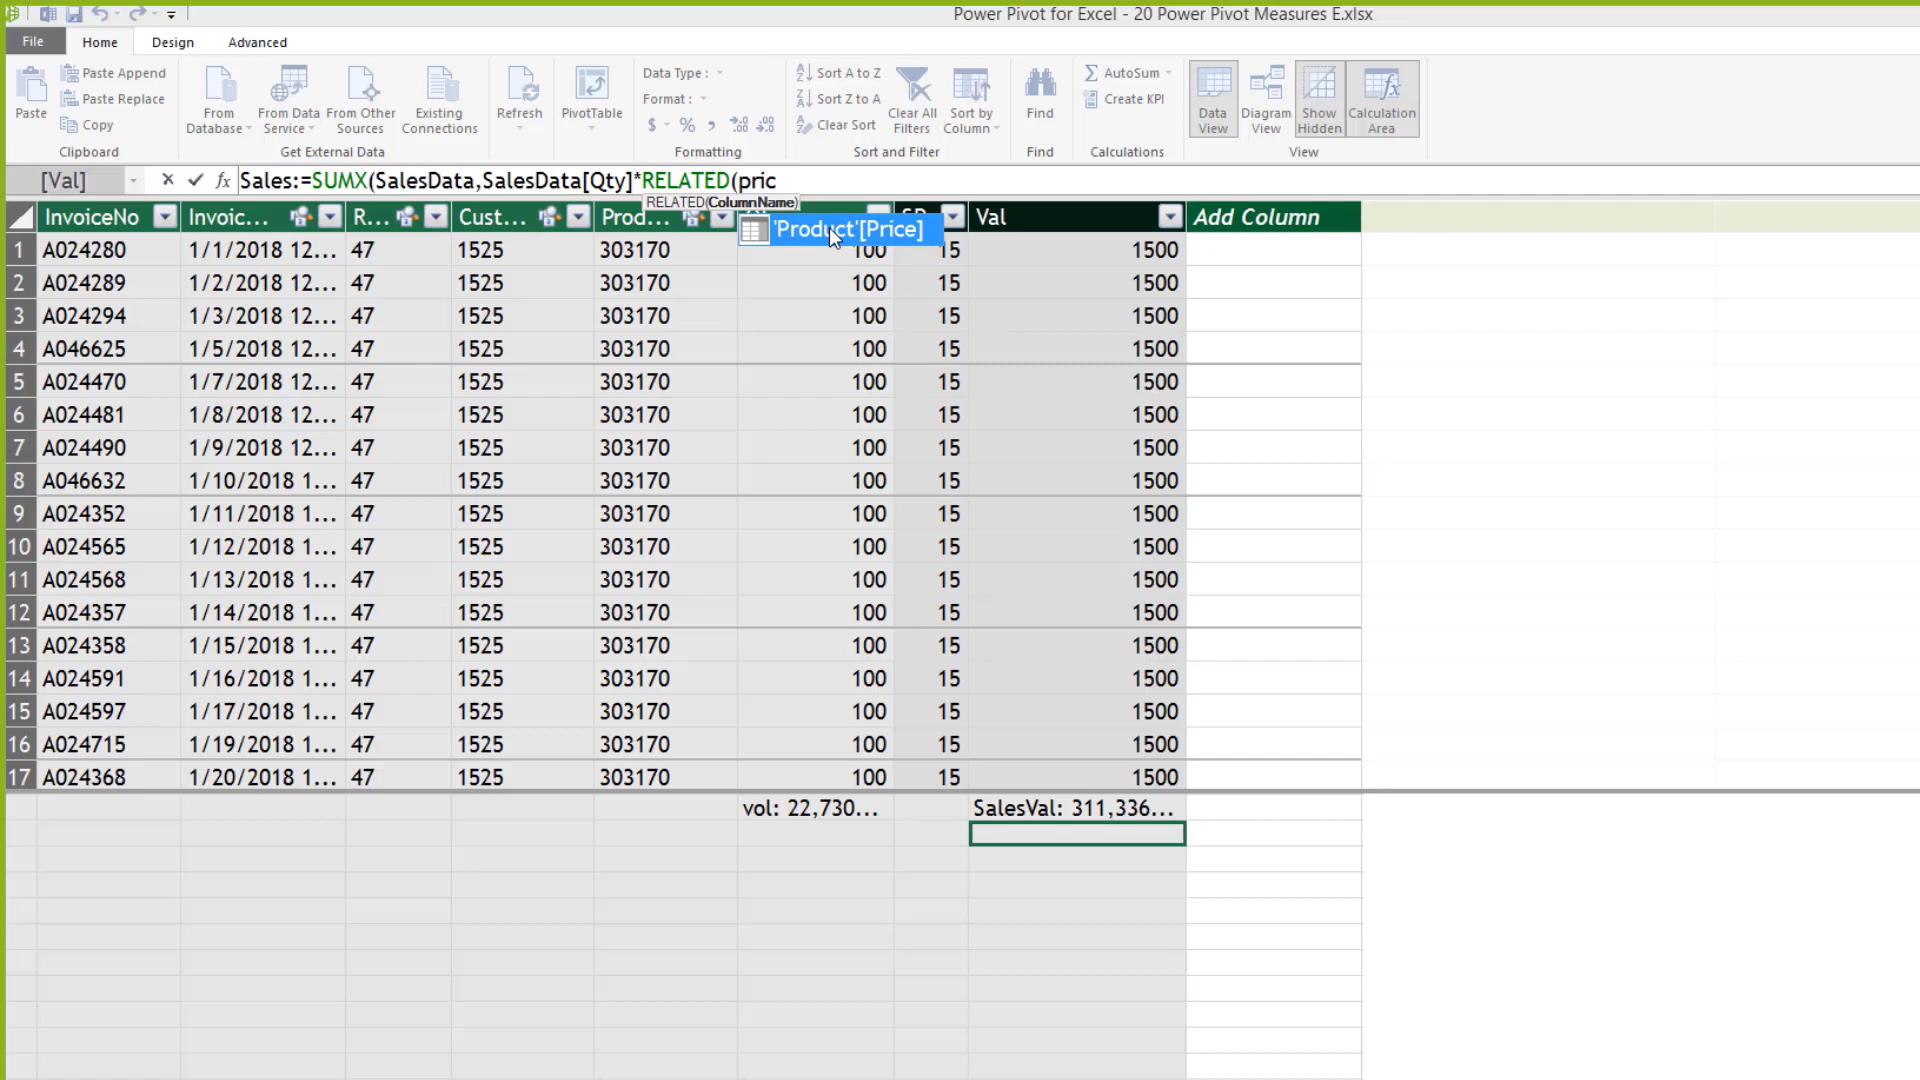 Power Pivot for Excel - 20 Power Pivot Measures E.xlsx
File Home Design Advanced
Paste
Paste Append
Paste Replace
Copy
Clipboard
From Database
From Data Service
From Other Sources
Existing Connections
Get External Data
Refresh
PivotTable
Data Type :
Format :
$ % ,
Formatting
Sort A to Z
Sort Z to A
Clear Sort
Clear All Filters
Sort by Column
Sort and Filter
Find
Find
AutoSum
Create KPI
Calculations
Data View
Diagram View
Show Hidden
Calculation Area
View
[Val] fx Sales:=SUMX(SalesData,SalesData[Qty]*RELATED(pric
RELATED(ColumnName)
'Product'[Price]
InvoiceNo Invoic... R... Cust... Prod... Val Add Column
1 A024280 1/1/2018 12... 47 1525 303170 100 15 1500
2 A024289 1/2/2018 12... 47 1525 303170 100 15 1500
3 A024294 1/3/2018 12... 47 1525 303170 100 15 1500
4 A046625 1/5/2018 12... 47 1525 303170 100 15 1500
5 A024470 1/7/2018 12... 47 1525 303170 100 15 1500
6 A024481 1/8/2018 12... 47 1525 303170 100 15 1500
7 A024490 1/9/2018 12... 47 1525 303170 100 15 1500
8 A046632 1/10/2018 1... 47 1525 303170 100 15 1500
9 A024352 1/11/2018 1... 47 1525 303170 100 15 1500
10 A024565 1/12/2018 1... 47 1525 303170 100 15 1500
11 A024568 1/13/2018 1... 47 1525 303170 100 15 1500
12 A024357 1/14/2018 1... 47 1525 303170 100 15 1500
13 A024358 1/15/2018 1... 47 1525 303170 100 15 1500
14 A024591 1/16/2018 1... 47 1525 303170 100 15 1500
15 A024597 1/17/2018 1... 47 1525 303170 100 15 1500
16 A024715 1/19/2018 1... 47 1525 303170 100 15 1500
17 A024368 1/20/2018 1... 47 1525 303170 100 15 1500
vol: 22,730... SalesVal: 311,336...